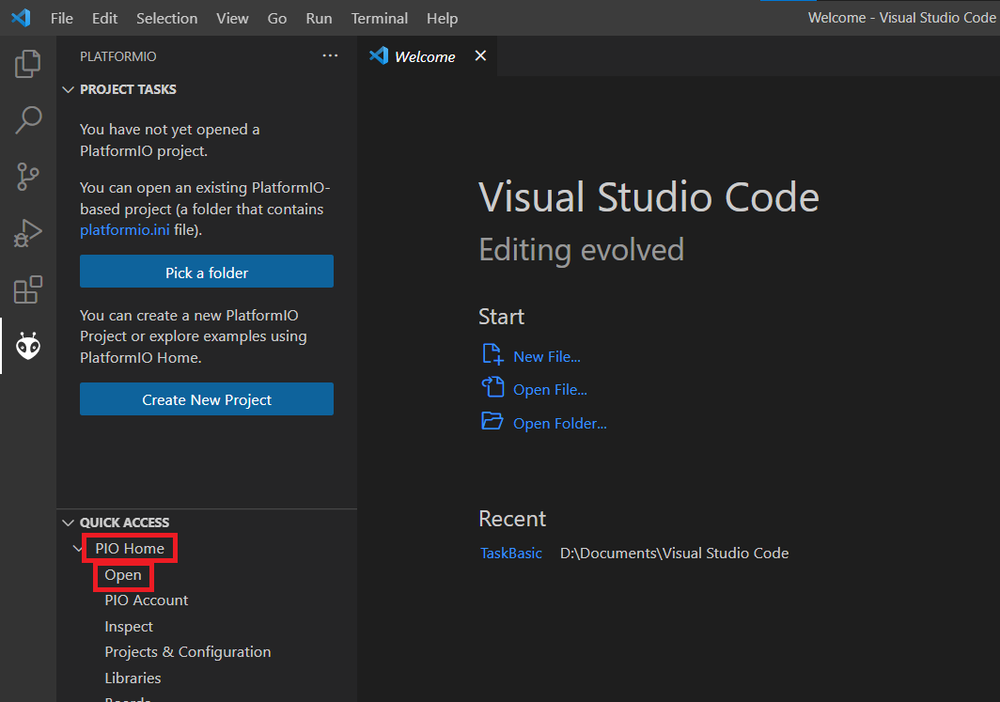 File Edit Selection View Go Run Terminal Help
Welcome - Visual Studio Code
PLATFORMIO
PROJECT TASKS
You have not yet opened a
PlatformIO project.
You can open an existing PlatformIO-
based project (a folder that contains
platformio.ini file).
Pick a folder
You can create a new PlatformIO
Project or explore examples using
PlatformIO Home.
Create New Project
QUICK ACCESS
PIO Home
Open
PIO Account
Inspect
Projects & Configuration
Libraries
Boards
Welcome
Visual Studio Code
Editing evolved
Start
New File...
Open File...
Open Folder...
Recent
TaskBasic D:\Documents\Visual Studio Code